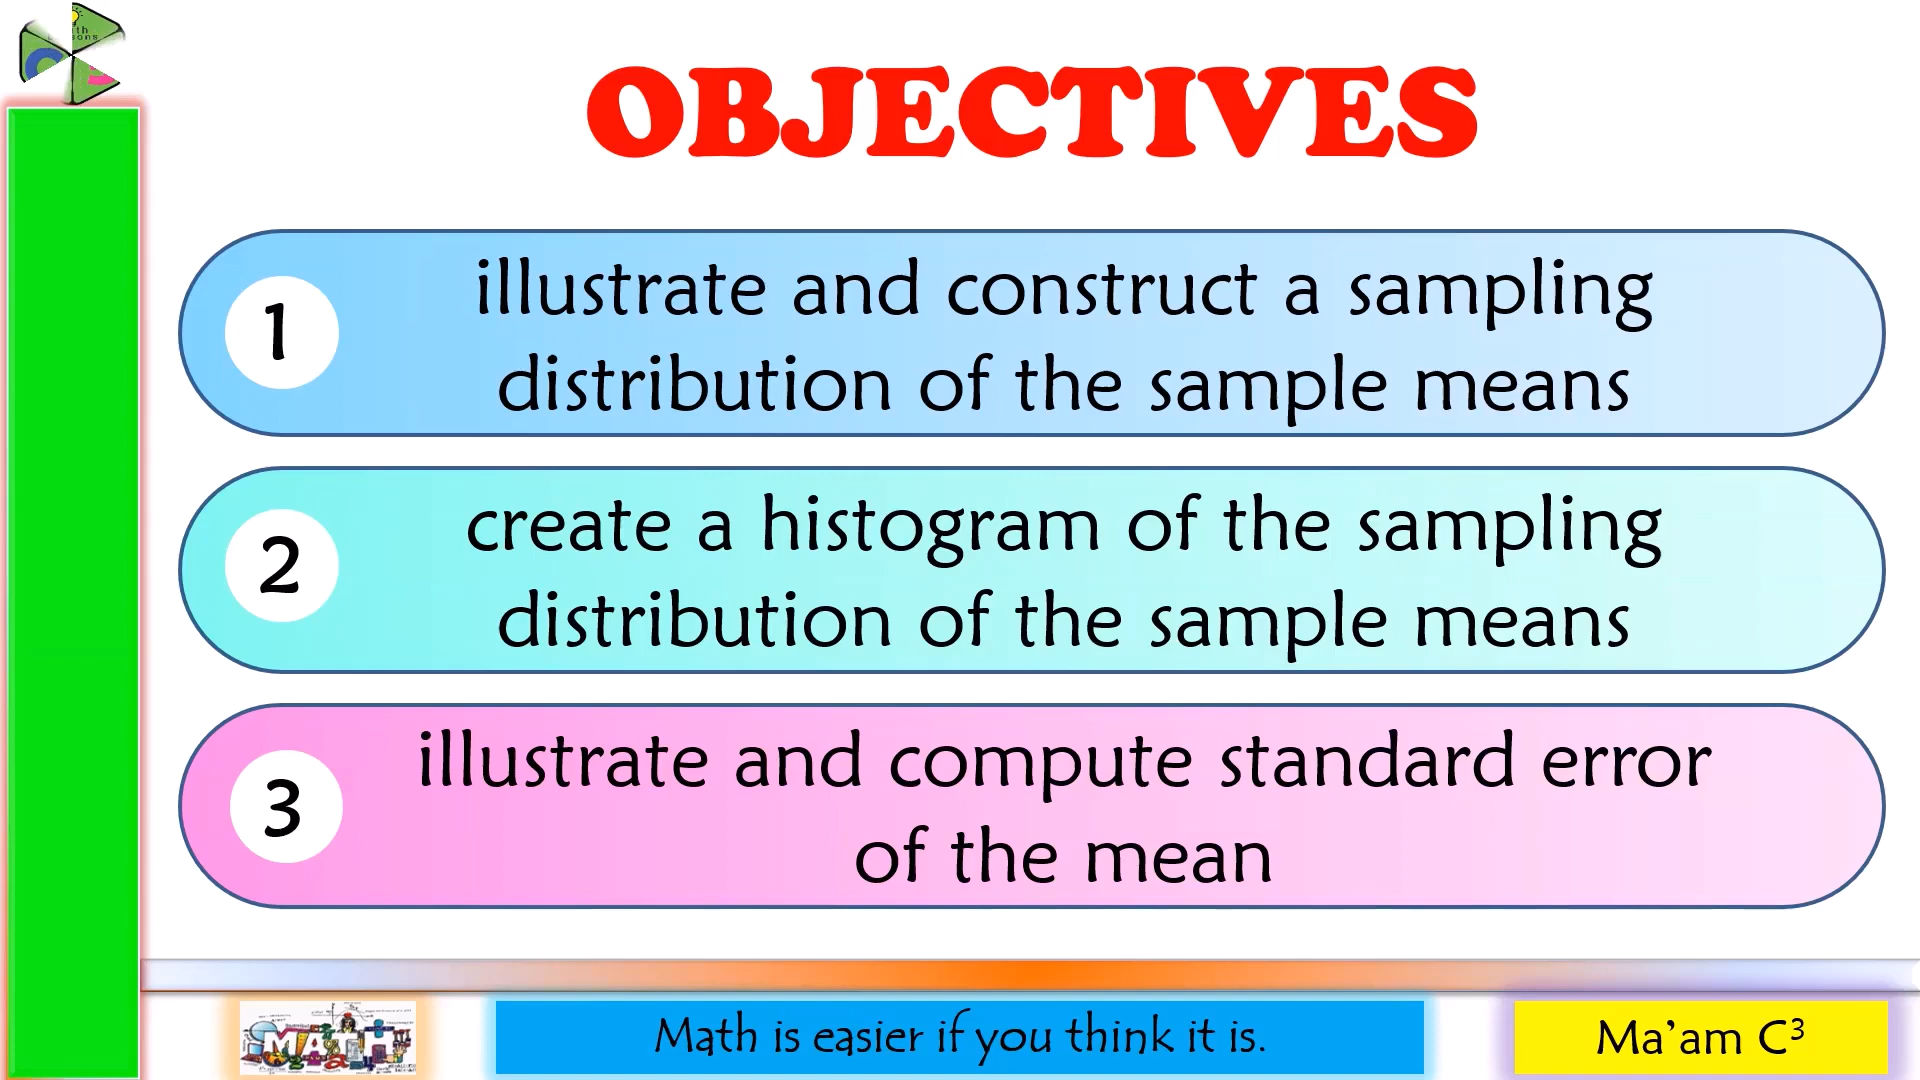 OBJECTIVES
1
illustrate and construct a sampling
distribution of the sample means
2
create a histogram of the sampling
distribution of the sample means
3
illustrate and compute standard error
of the mean
MATH
Math is easier if you think it is.
Ma'am C³